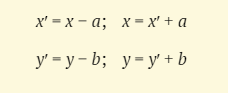 x′ = x − a; x = x′ + a
y′ = y − b; y = y′ + b